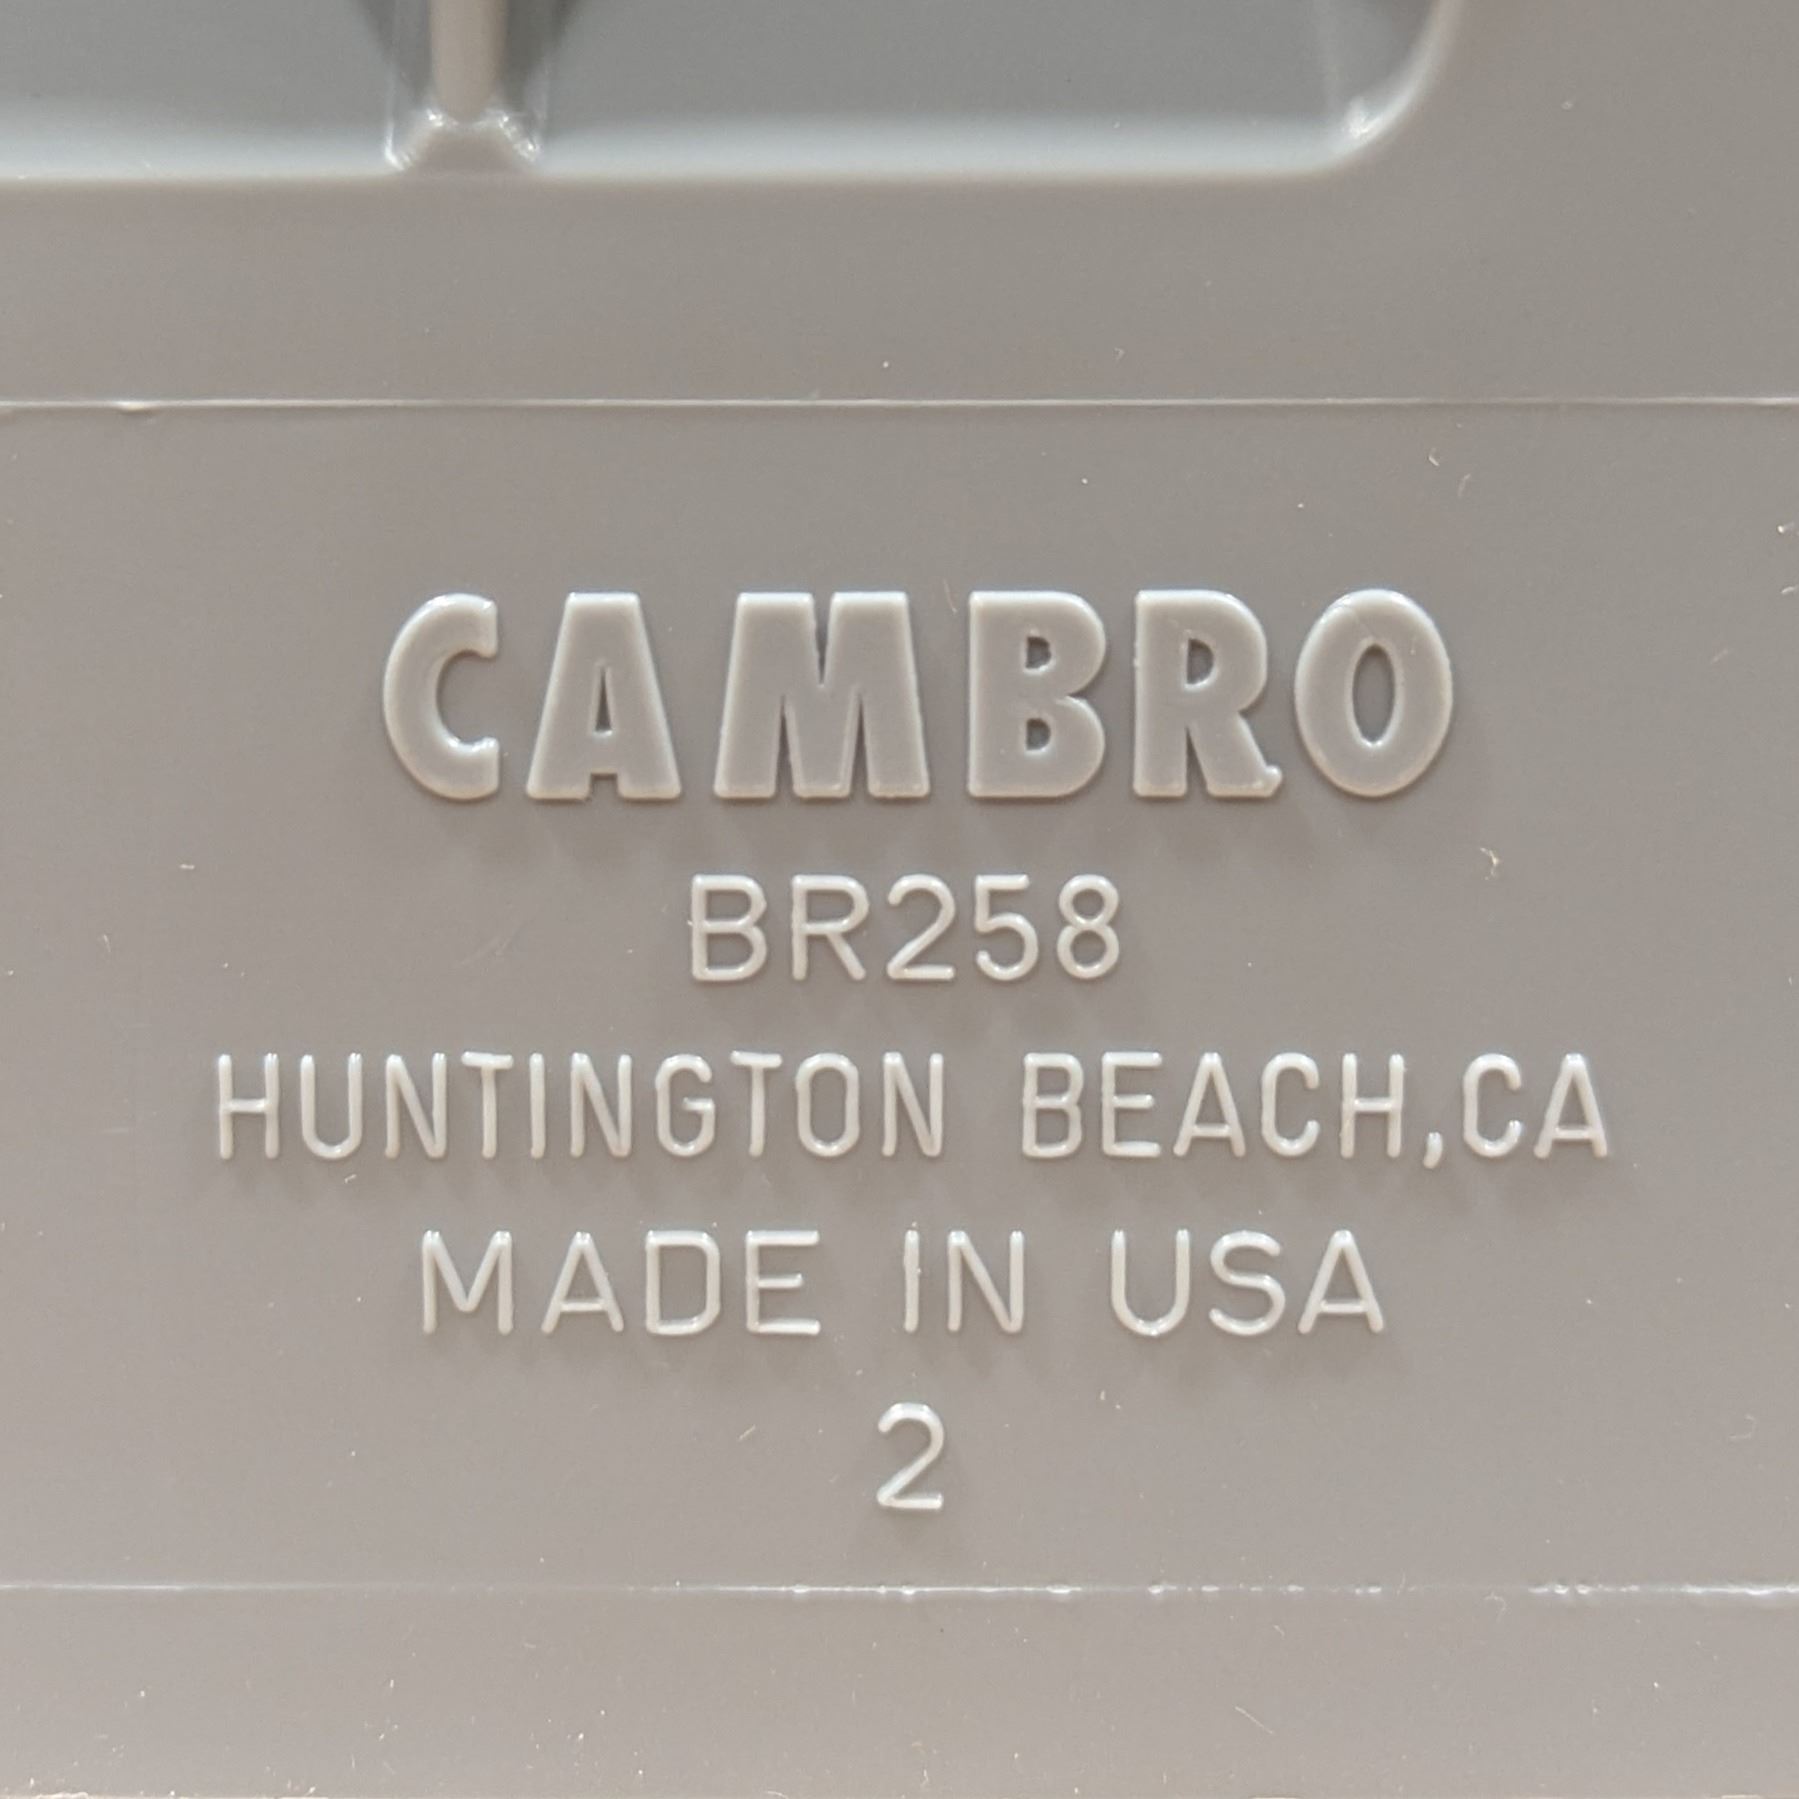 CAMBRO
BR258
HUNTINGTON BEACH,CA
MADE IN USA
2